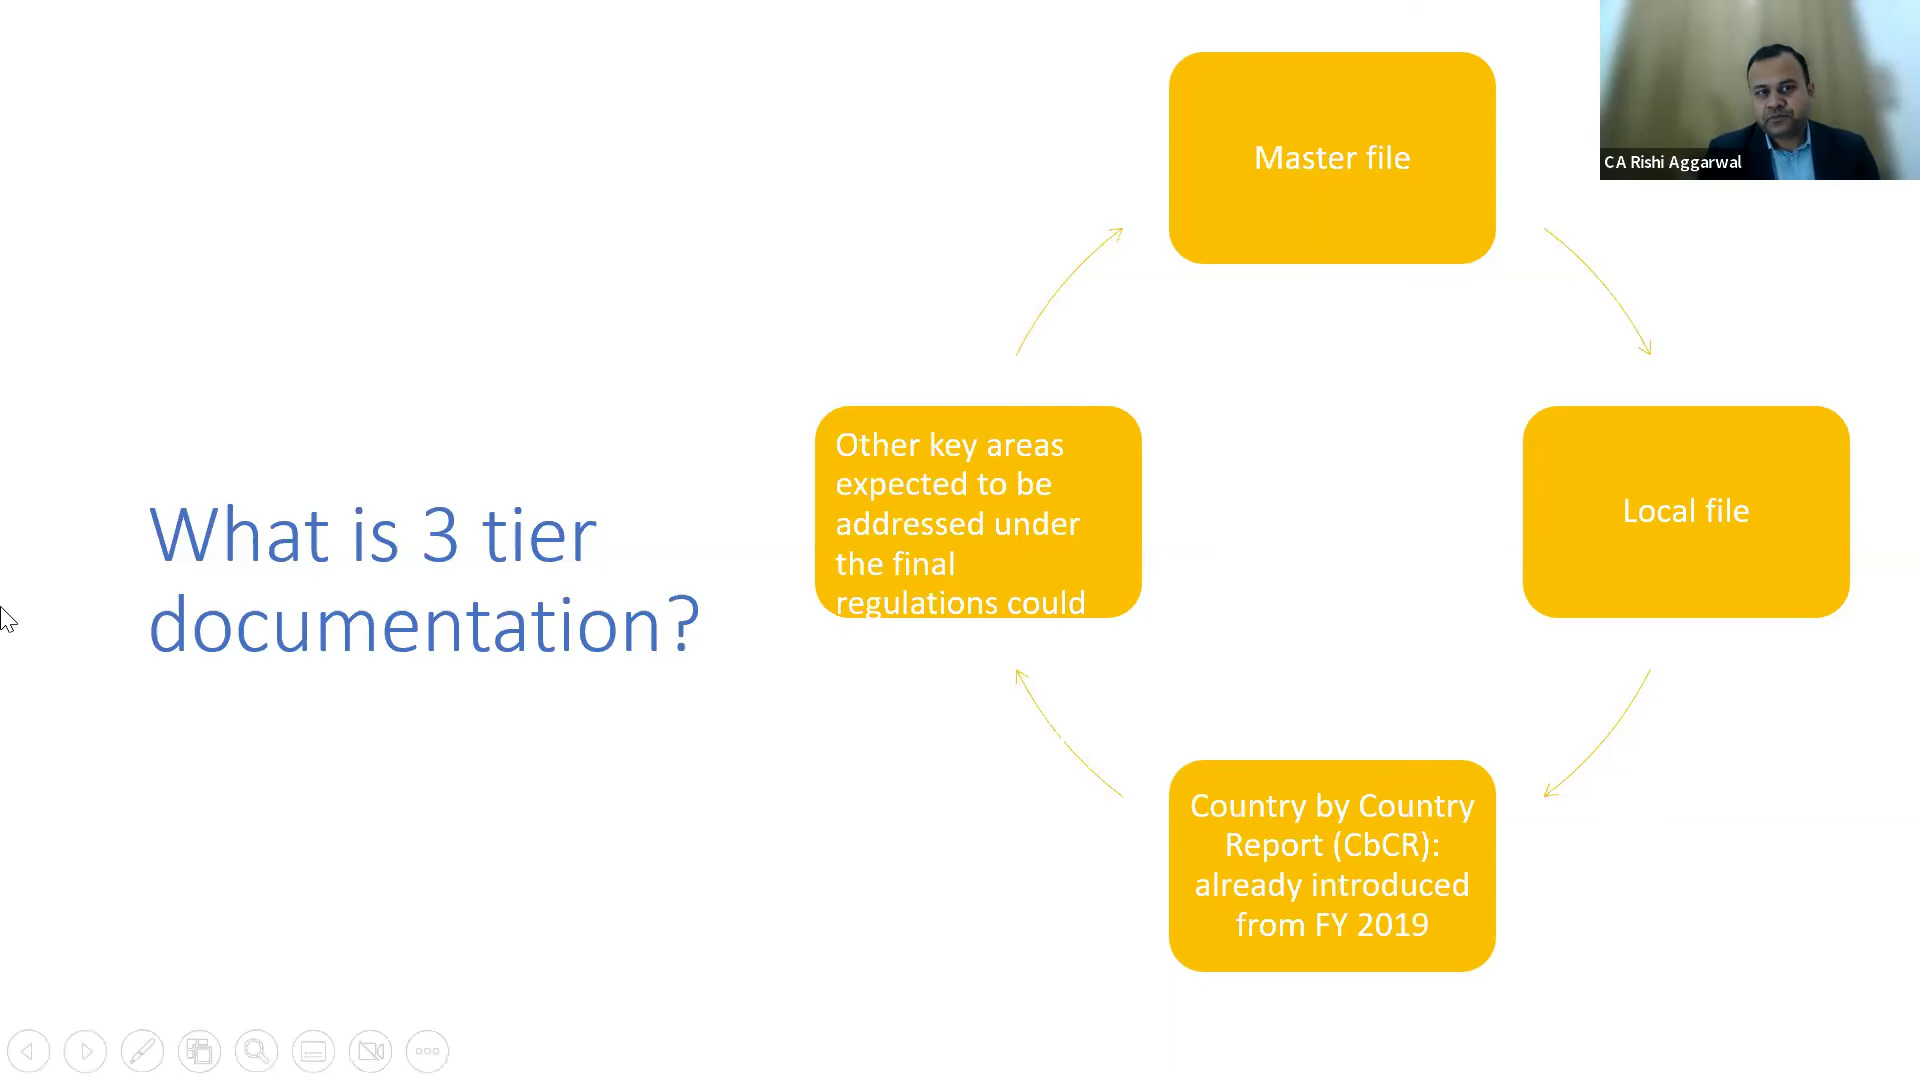 What is 3 tier
documentation?
Master file
Local file
Country by Country
Report (CbCR):
already introduced
from FY 2019
Other key areas
expected to be
addressed under
the final
regulations could
CA Rishi Aggarwal